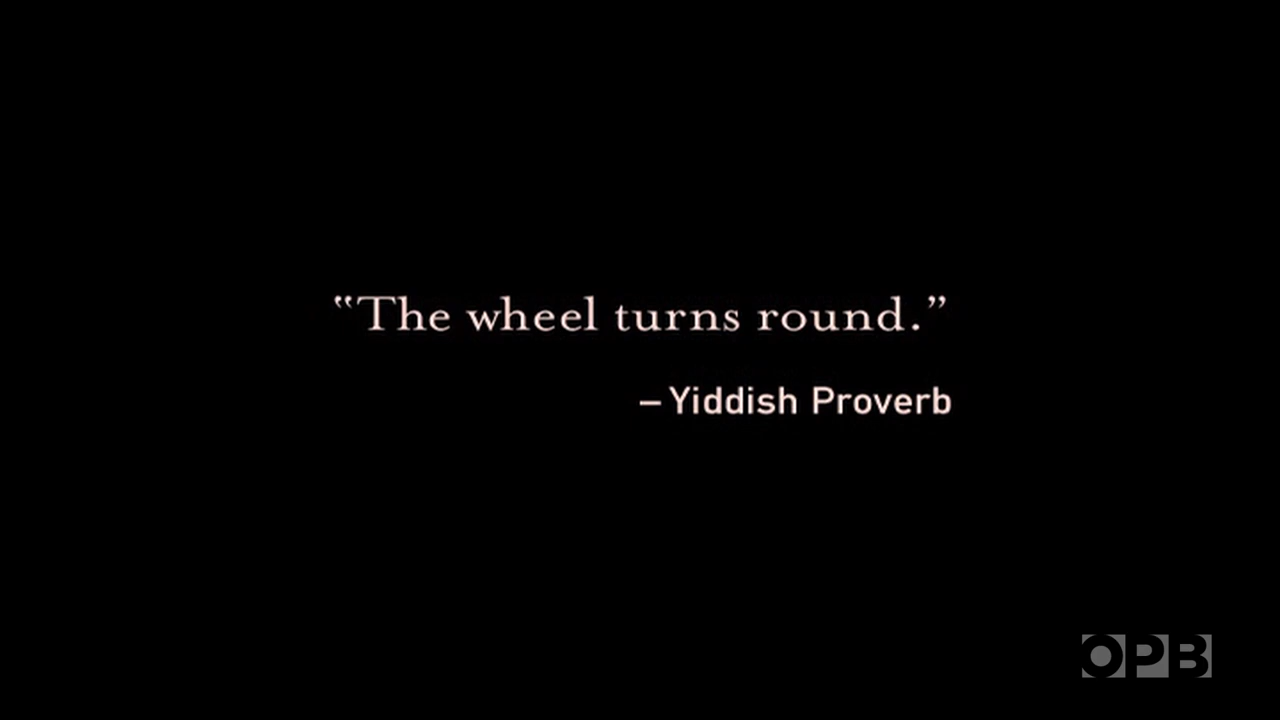 “The wheel turns round.”
– Yiddish Proverb
OPB